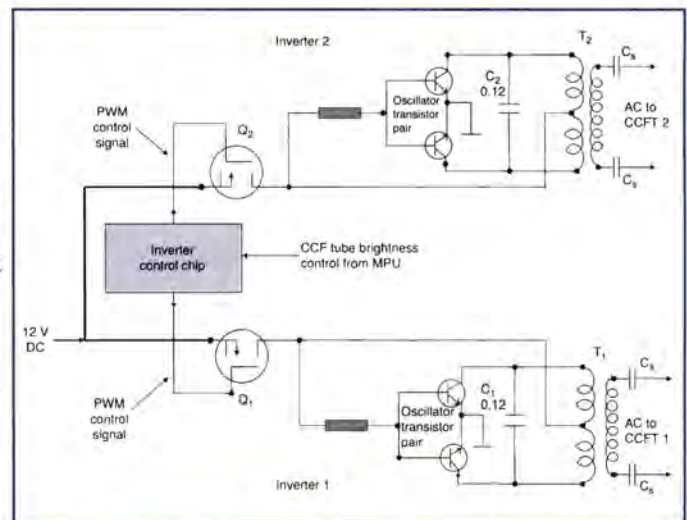 Inverter 2
T2
Cs
PWM
control
signal
Q2
Oscillator
transistor
pair
C2
0.12
AC to
CCFT 2
Cs
Inverter
control chip
CCF tube brightness
control from MPU
12 V
DC
PWM
control
signal
Q1
T1
Cs
Oscillator
transistor
pair
C1
0.12
AC to
CCFT 1
Cs
Inverter 1